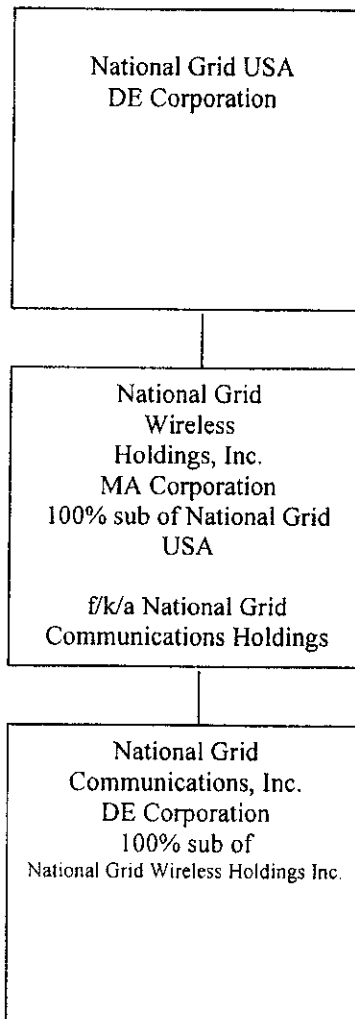 National Grid USA
DE Corporation
National Grid
Wireless
Holdings, Inc.
MA Corporation
100% sub of National Grid
USA
f/k/a National Grid
Communications Holdings
National Grid
Communications, Inc.
DE Corporation
100% sub of
National Grid Wireless Holdings Inc.